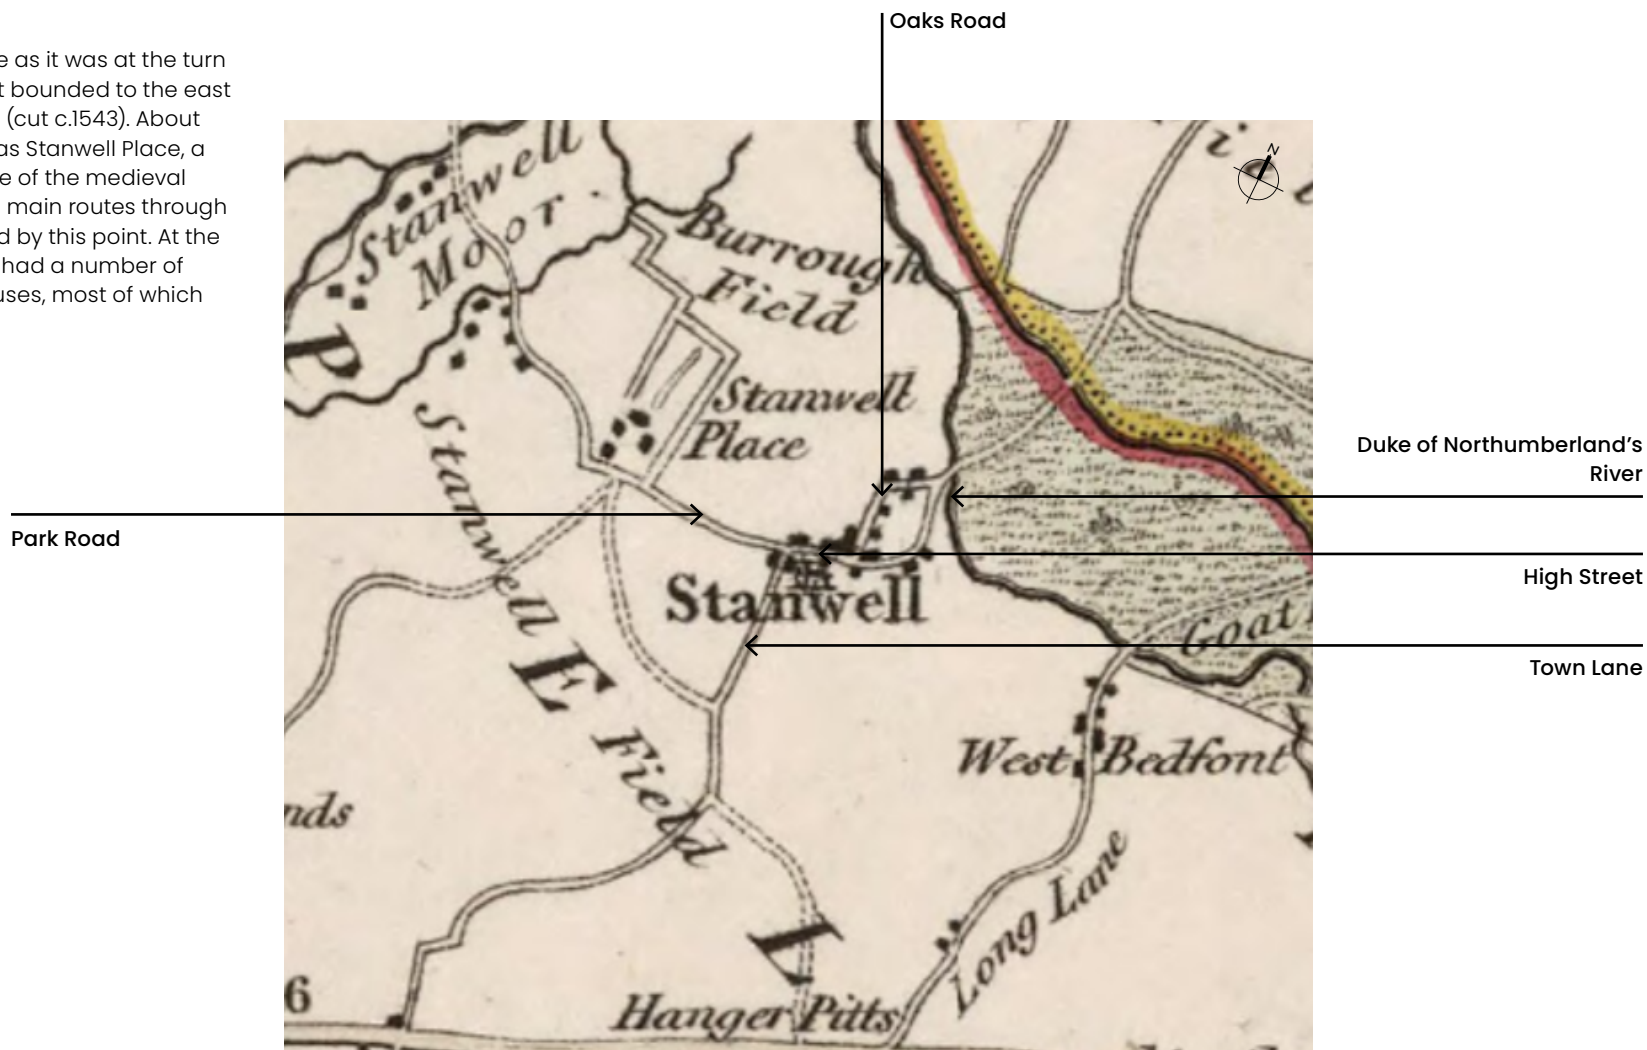 Oaks Road
e as it was at the turn
t bounded to the east
(cut c.1543). About
as Stanwell Place, a
e of the medieval
main routes through
d by this point. At the
had a number of
uses, most of which
N
Stanwell
Moor
Burrough
Field
Stanwell
Place
P
Duke of Northumberland's
River
Park Road
High Street
Stanwell
Stanwell
Field
E
Goat
Town Lane
West Bedfont
nds
Long Lane
L
6
Hanger Pitts